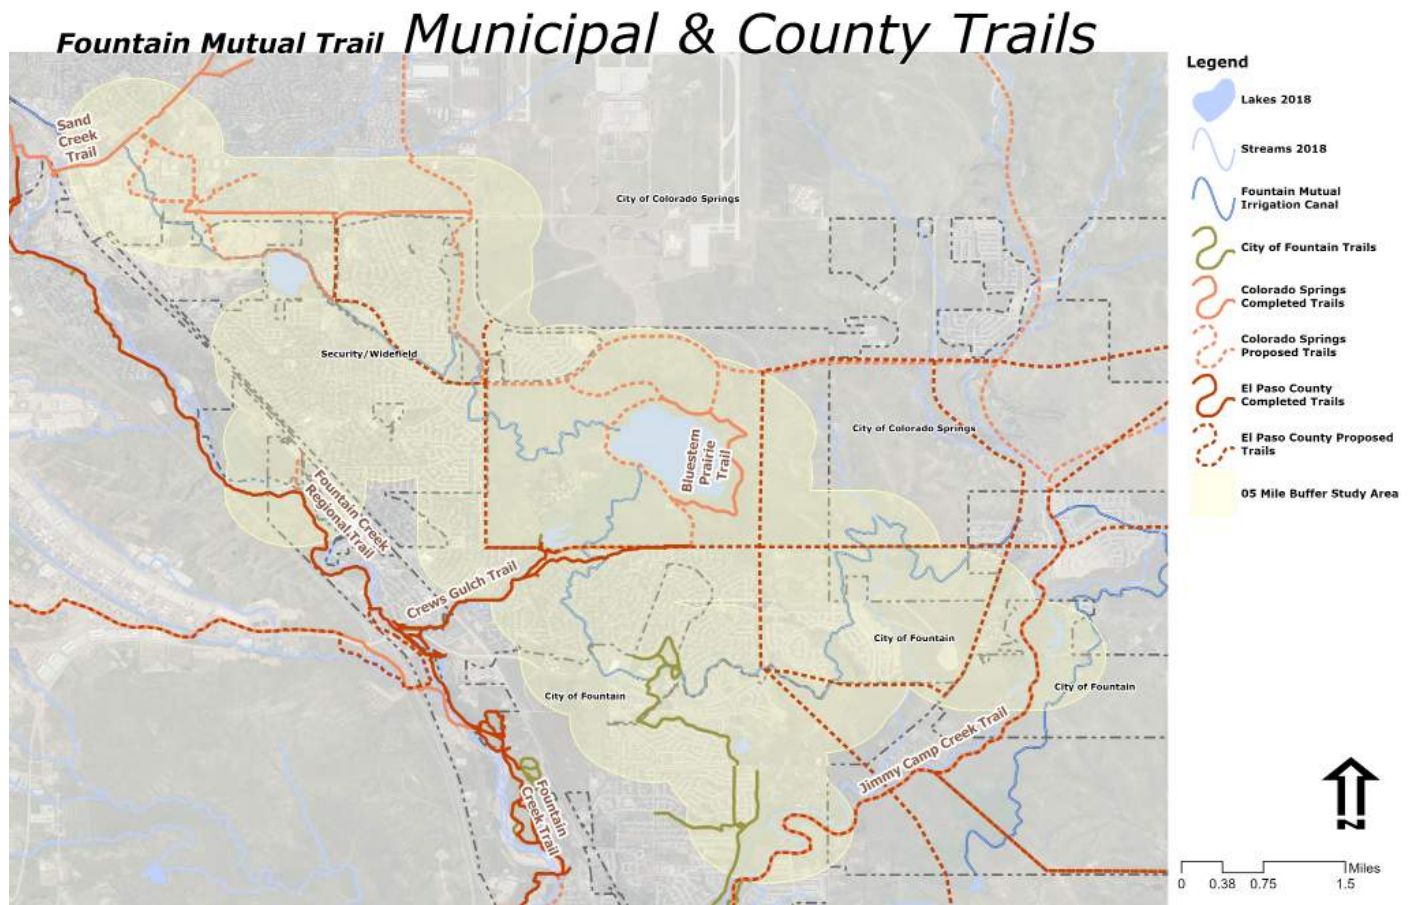 Fountain Mutual Trail Municipal & County Trails
Legend
Lakes 2018
Streams 2018
Fountain Mutual
Irrigation Canal
City of Fountain Trails
Colorado Springs
Completed Trails
Colorado Springs
Proposed Trails
El Paso County
Completed Trails
El Paso County Proposed
Trails
05 Mile Buffer Study Area
Sand
Creek
Trail
City of Colorado Springs
Security/Widefield
City of Colorado Springs
Bluestem
Prairie
Trail
Fountain Creek
Regional Trail
Crews Gulch Trail
City of Fountain
City of Fountain
City of Fountain
Jimmy Camp Creek Trail
Fountain
Creek Trail
N
Miles
0 0.38 0.75 1.5